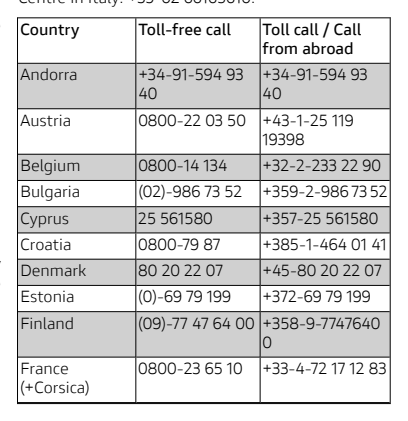 Centre in Italy: +39-02 66165610.
Country Toll-free call Toll call / Call
from abroad
Andorra +34-91-594 93 +34-91-594 93
40 40
Austria 0800-22 03 50 +43-1-25 119
19398
Belgium 0800-14 134 +32-2-233 22 90
Bulgaria (02)-986 73 52 +359-2-986 73 52
Cyprus 25 561580 +357-25 561580
Croatia 0800-79 87 +385-1-464 01 41
Denmark 80 20 22 07 +45-80 20 22 07
Estonia (0)-69 79 199 +372-69 79 199
Finland (09)-77 47 64 00 +358-9-7747640
0
France 0800-23 65 10 +33-4-72 17 12 83
(+Corsica)